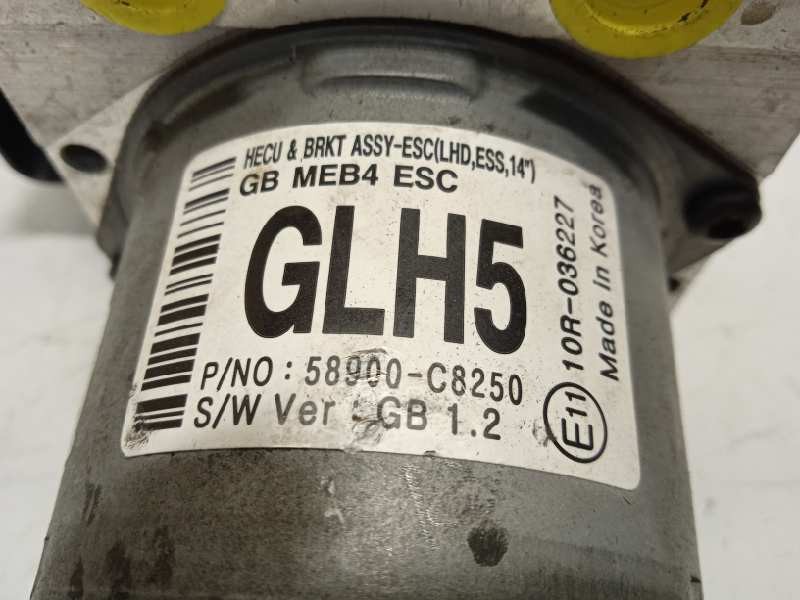 HECU & BRKT ASSY-ESC(LHD,ESS,14")
GB MEB4 ESC
GLH5
P/NO : 58900-C8250
S/W Ver : GB 1.2
E11
10R-036227
Made in Korea